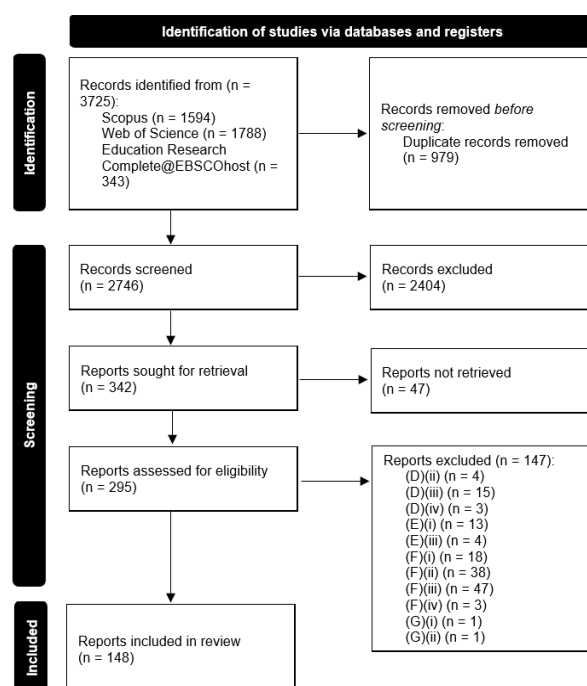 Identification of studies via databases and registers
Identification
Records identified from (n =
3725):
Scopus (n = 1594)
Web of Science (n = 1788)
Education Research
Complete@EBSCOhost (n =
343)
Records removed before
screening:
Duplicate records removed
(n = 979)
Screening
Records screened
(n = 2746)
Records excluded
(n = 2404)
Reports sought for retrieval
(n = 342)
Reports not retrieved
(n = 47)
Reports assessed for eligibility
(n = 295)
Reports excluded (n = 147):
(D)(ii) (n = 4)
(D)(iii) (n = 15)
(D)(iv) (n = 3)
(E)(i) (n = 13)
(E)(iii) (n = 4)
(F)(i) (n = 18)
(F)(ii) (n = 38)
(F)(iii) (n = 47)
(F)(iv) (n = 3)
(G)(i) (n = 1)
(G)(ii) (n = 1)
Included
Reports included in review
(n = 148)